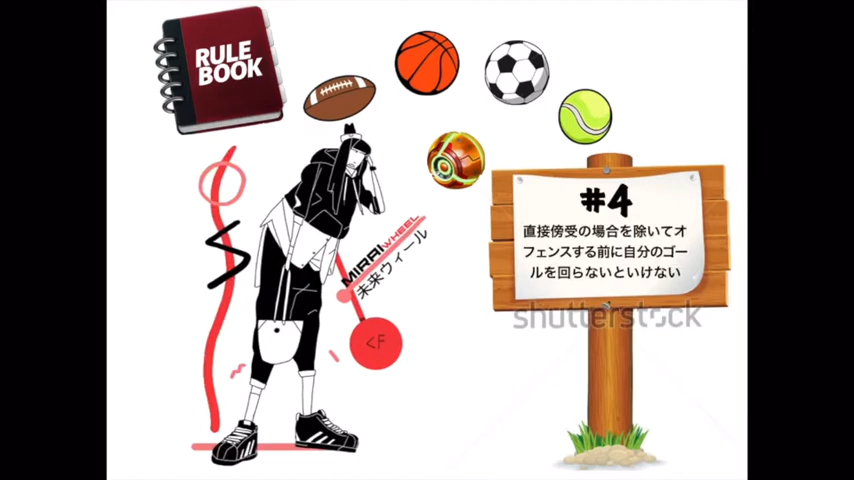 RULE
BOOK
#4
直接傍受の場合を除いてオ
フェンスする前に自分のゴー
ルを回らないといけない
MIRAIWHEEL
未来ウィール
<F
shutterstock